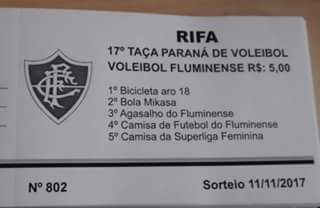 RIFA
17º TAÇA PARANÁ DE VOLEIBOL
VOLEIBOL FLUMINENSE R$: 5,00
1º Bicicleta aro 18
2º Bola Mikasa
3º Agasalho do Fluminense
4º Camisa de Futebol do Fluminense
5º Camisa da Superliga Feminina
Nº 802
Sorteio 11/11/2017